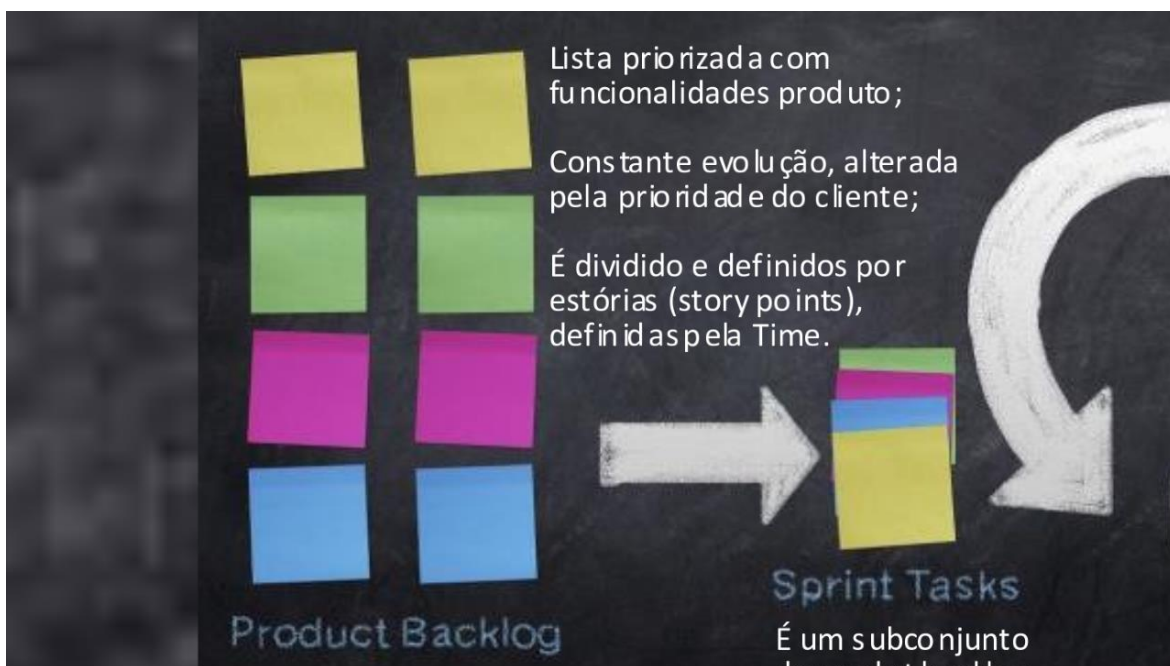 Lista priorizada com
funcionalidades produto;
Constante evolução, alterada
pela prioridade do cliente;
É dividido e definidos por
estórias (story points),
definidas pela Time.
Sprint Tasks
Product Backlog
É um subconjunto